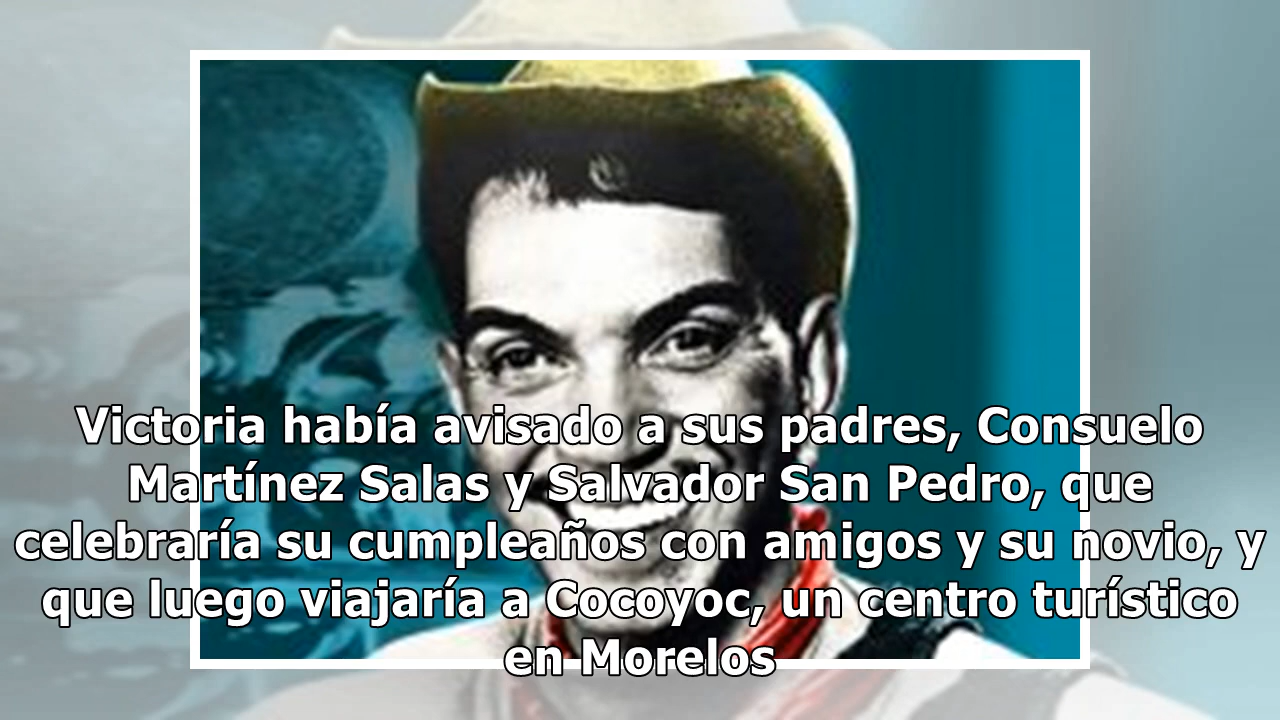 Victoria había avisado a sus padres, Consuelo
Martínez Salas y Salvador San Pedro, que
celebraría su cumpleaños con amigos y su novio, y
que luego viajaría a Cocoyoc, un centro turístico
en Morelos